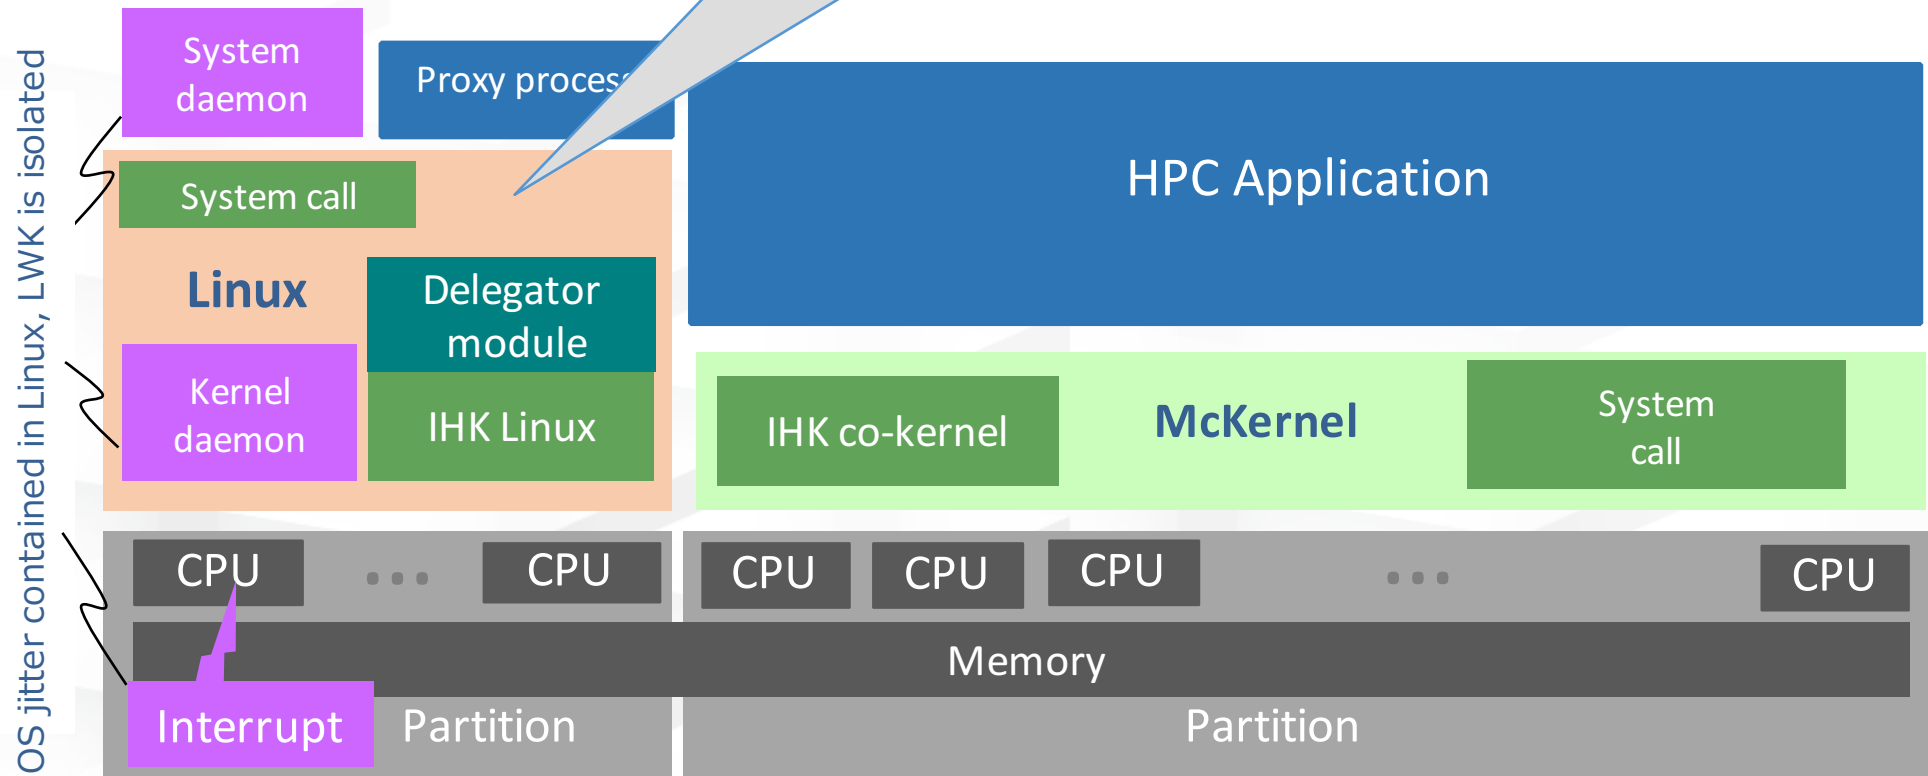 OS jitter contained in Linux, LWK is isolated
System
daemon
Proxy process
HPC Application
System call
Linux
Delegator
module
Kernel
daemon
IHK Linux
IHK co-kernel
McKernel
System
call
CPU
...
CPU
CPU
CPU
CPU
...
CPU
Memory
Interrupt
Partition
Partition